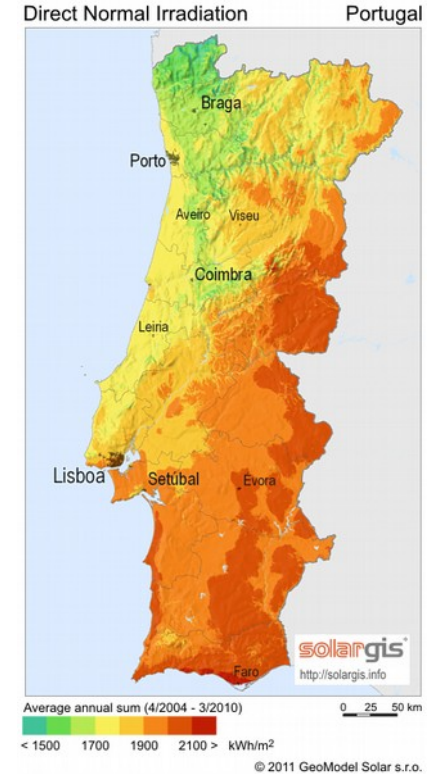 Direct Normal Irradiation Portugal
Braga
Porto
Aveiro Viseu
Coimbra
Leiria
Lisboa
Setúbal Evora
solargis®
http://solargis.info
Faro
Average annual sum (4/2004 - 3/2010) 0 25 50 km
< 1500 1700 1900 2100 > kWh/m²
© 2011 GeoModel Solar s.r.o.